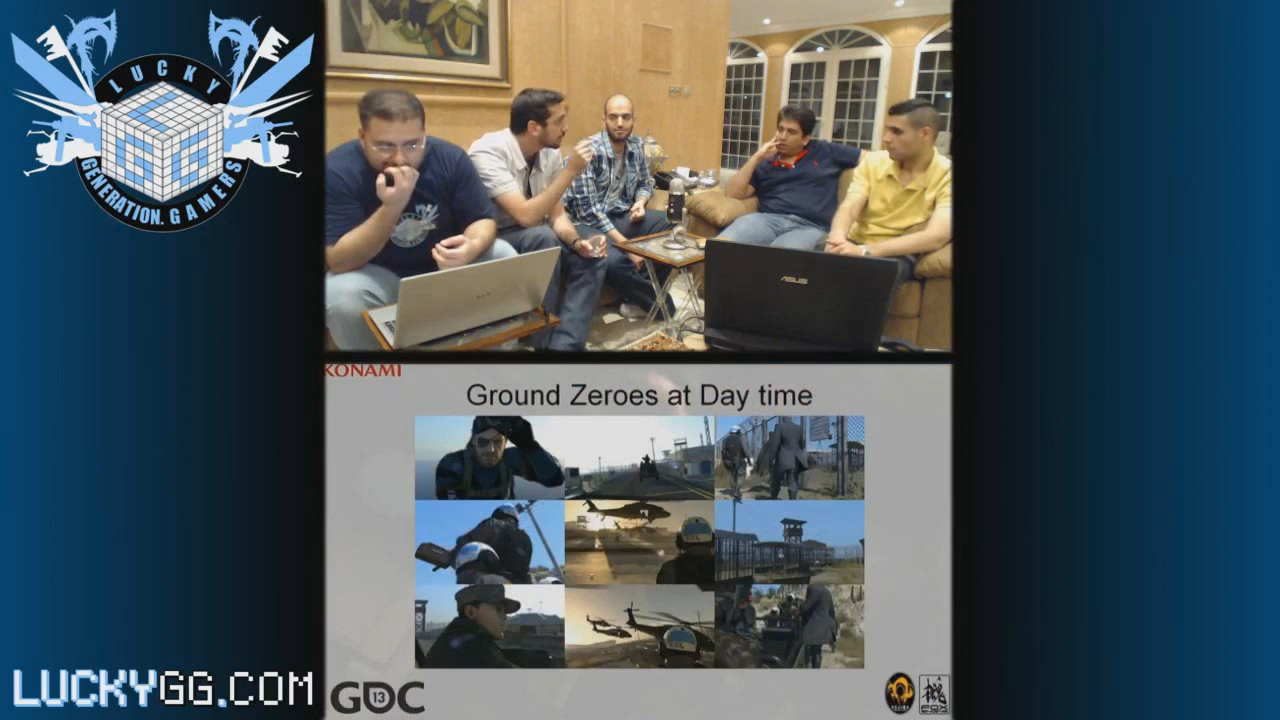 LUCKY
GENERATION.GAMERS
ASUS
KONAMI
Ground Zeroes at Day time
LUCKYGG.COM
GDC
13